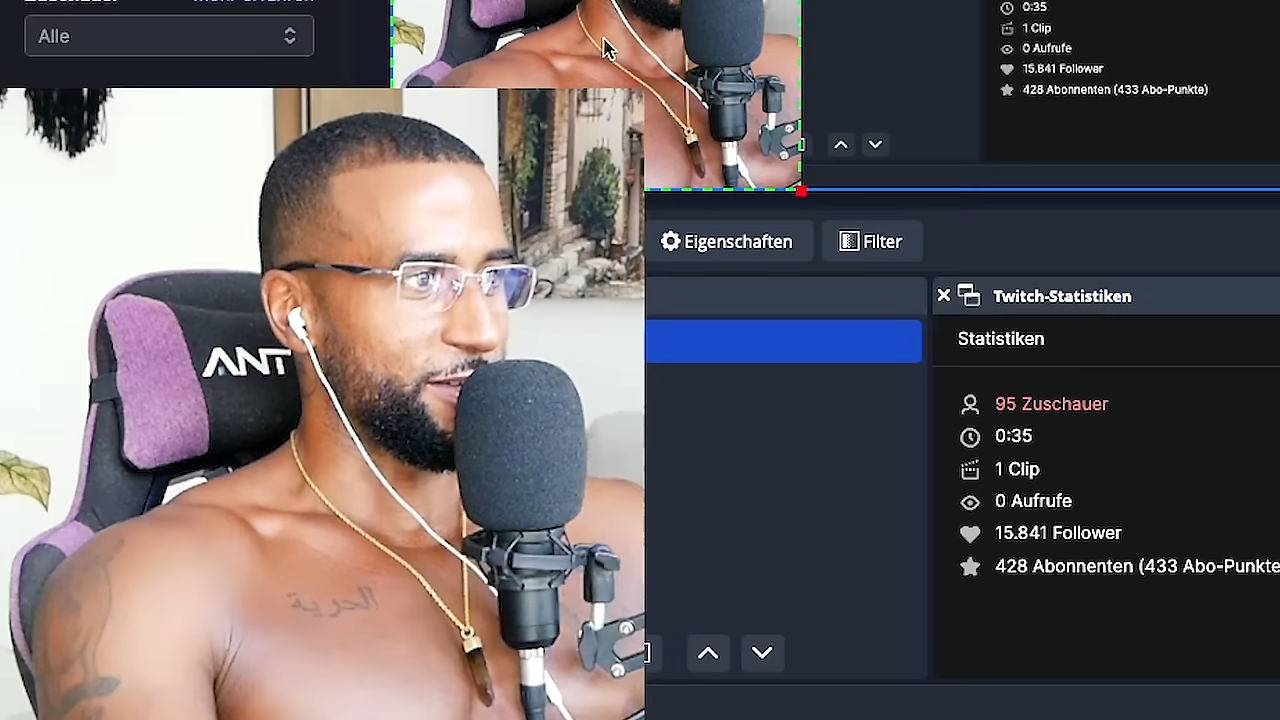 Alle
0:35
1 Clip
0 Aufrufe
15.841 Follower
428 Abonnenten (433 Abo-Punkte)
ANT
الحرية
Eigenschaften
Filter
Twitch-Statistiken
Statistiken
95 Zuschauer
0:35
1 Clip
0 Aufrufe
15.841 Follower
428 Abonnenten (433 Abo-Punkte